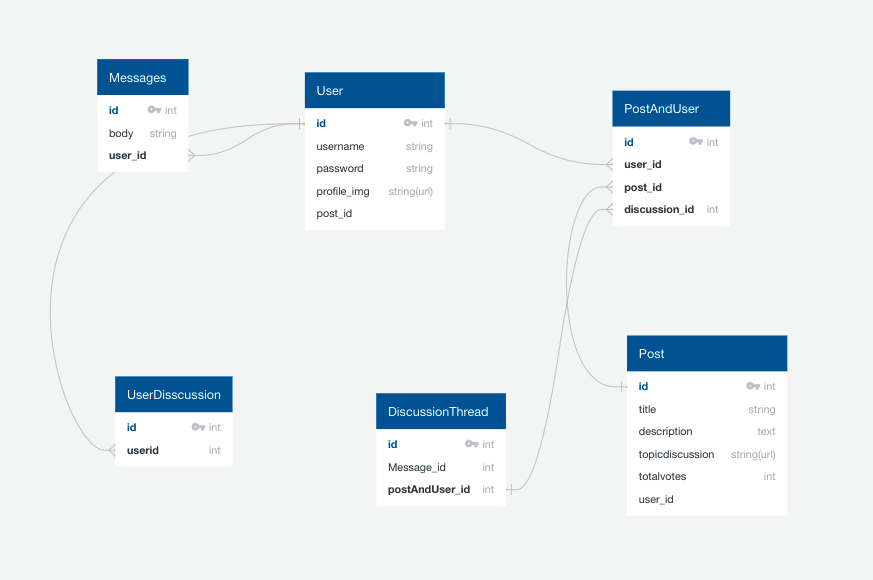 Messages
id int
body string
user_id
User
id int
username string
password string
profile_img string(url)
post_id
PostAndUser
id int
user_id
post_id
discussion_id int
UserDisscussion
id int
userid int
DiscussionThread
id int
Message_id int
postAndUser_id int
Post
id int
title string
description text
topicdiscussion string(url)
totalvotes int
user_id